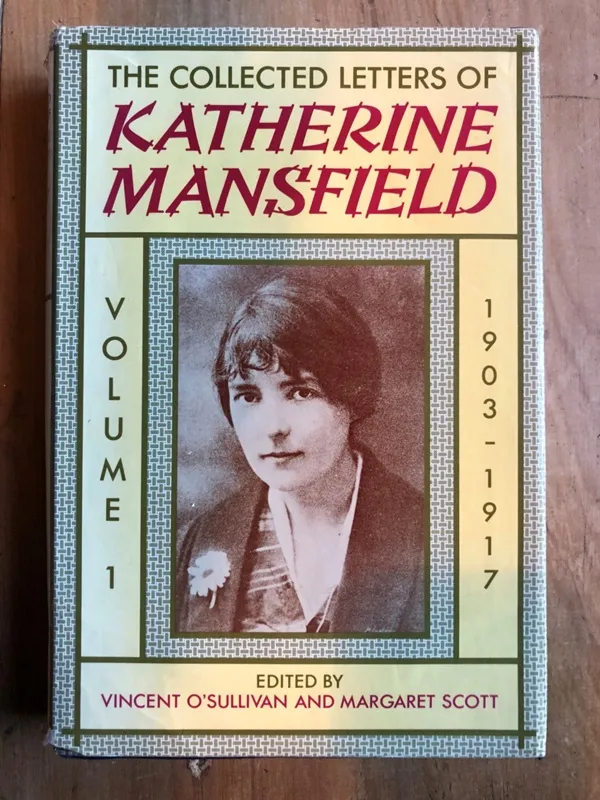 THE COLLECTED LETTERS OF
KATHERINE
MANSFIELD
VOLUME 1
1903-1917
EDITED BY
VINCENT O'SULLIVAN AND MARGARET SCOTT